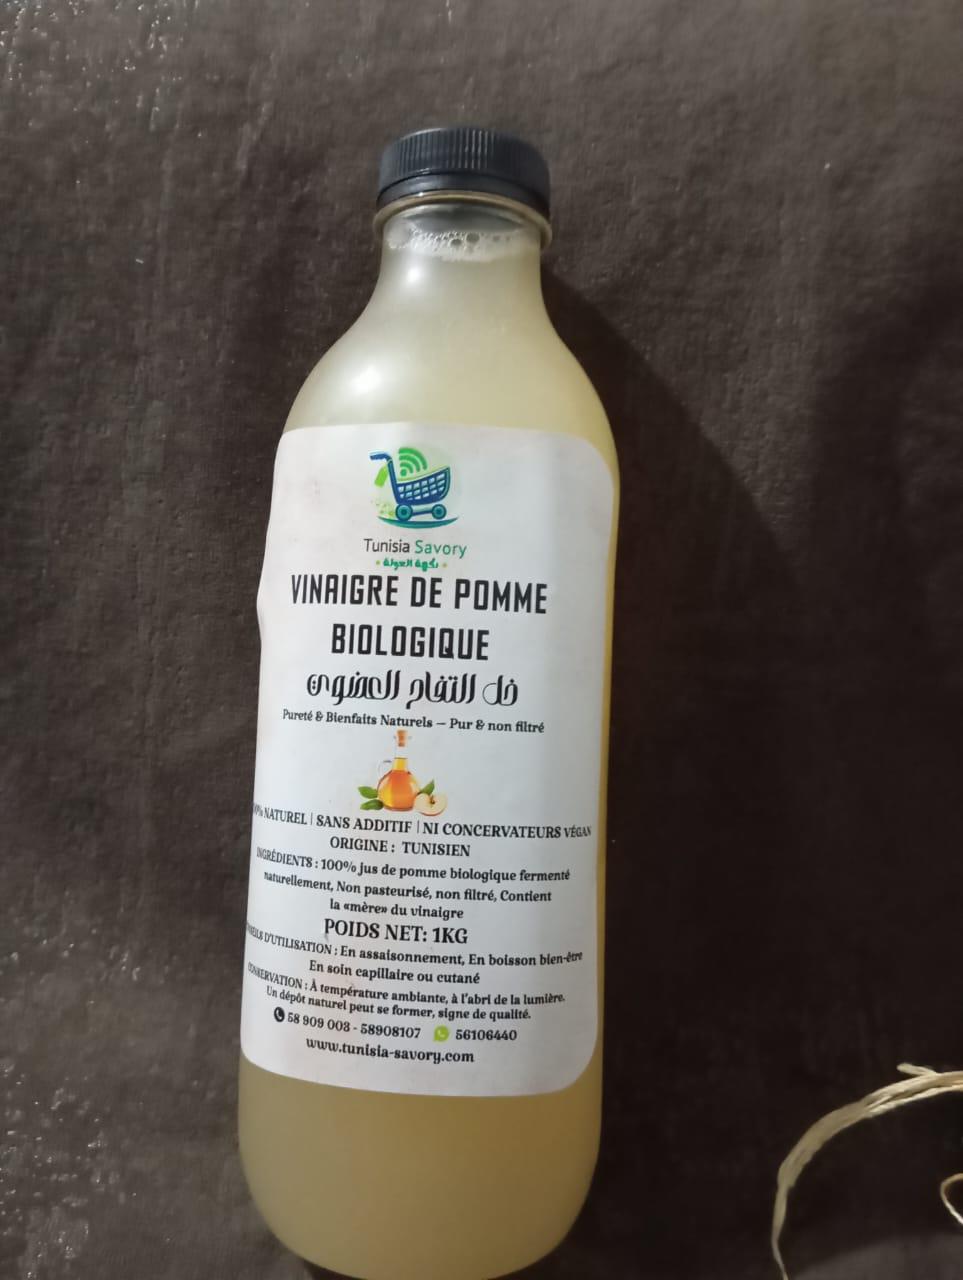 Tunisia Savory
نكهة الدولة
VINAIGRE DE POMME
BIOLOGIQUE
خل التفاح العضوي
Pureté & Bienfaits Naturels – Pur & non filtré
NATUREL | SANS ADDITIF | NI CONCERVATEURS VÉGAN
ORIGINE : TUNISIEN
INGRÉDIENTS : 100% jus de pomme biologique fermenté
naturellement, Non pasteurisé, non filtré, Contient
la «mère» du vinaigre
POIDS NET: 1KG
D'UTILISATION : En assaisonnement, En boisson bien-être
En soin capillaire ou cutané
CONSERVATION : À température ambiante, à l'abri de la lumière.
Un dépôt naturel peut se former, signe de qualité.
58 909 003 - 58908107 56106440
www.tunisia-savory.com